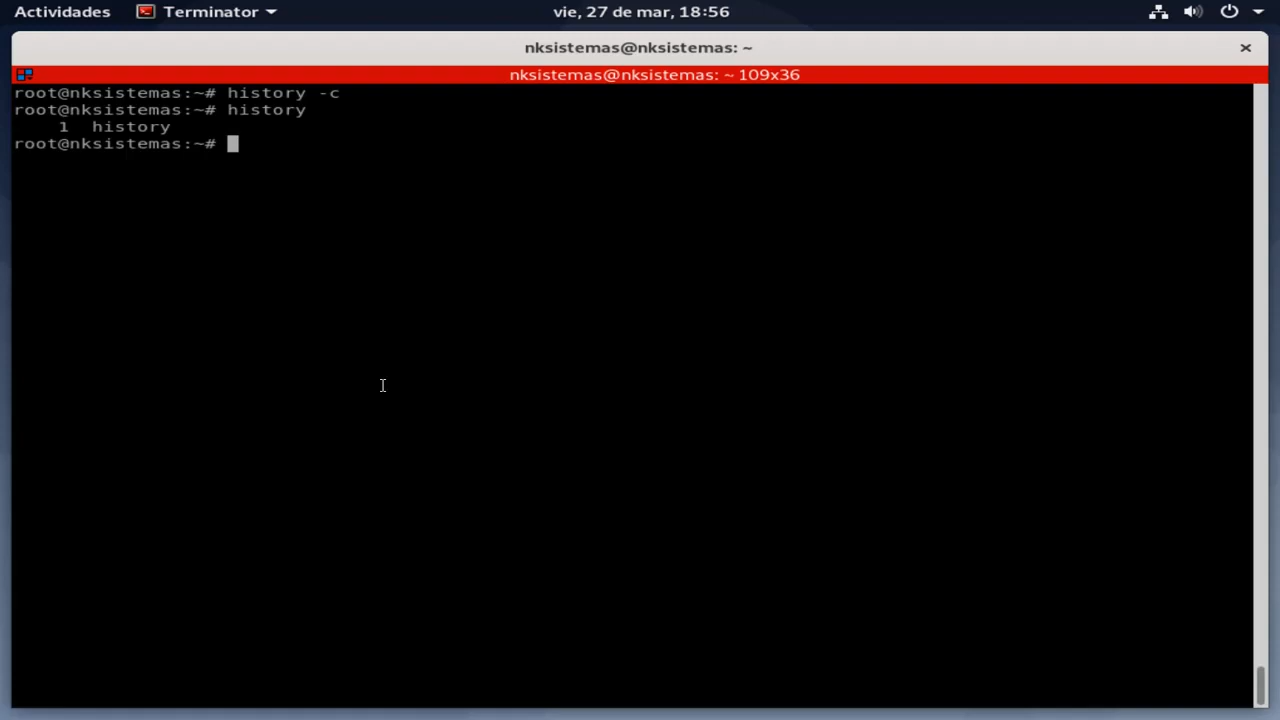 Actividades Terminator vie, 27 de mar, 18:56
nksistemas@nksistemas: ~ ×
nksistemas@nksistemas: ~ 109x36
root@nksistemas:~# history -c
root@nksistemas:~# history
    1  history
root@nksistemas:~#